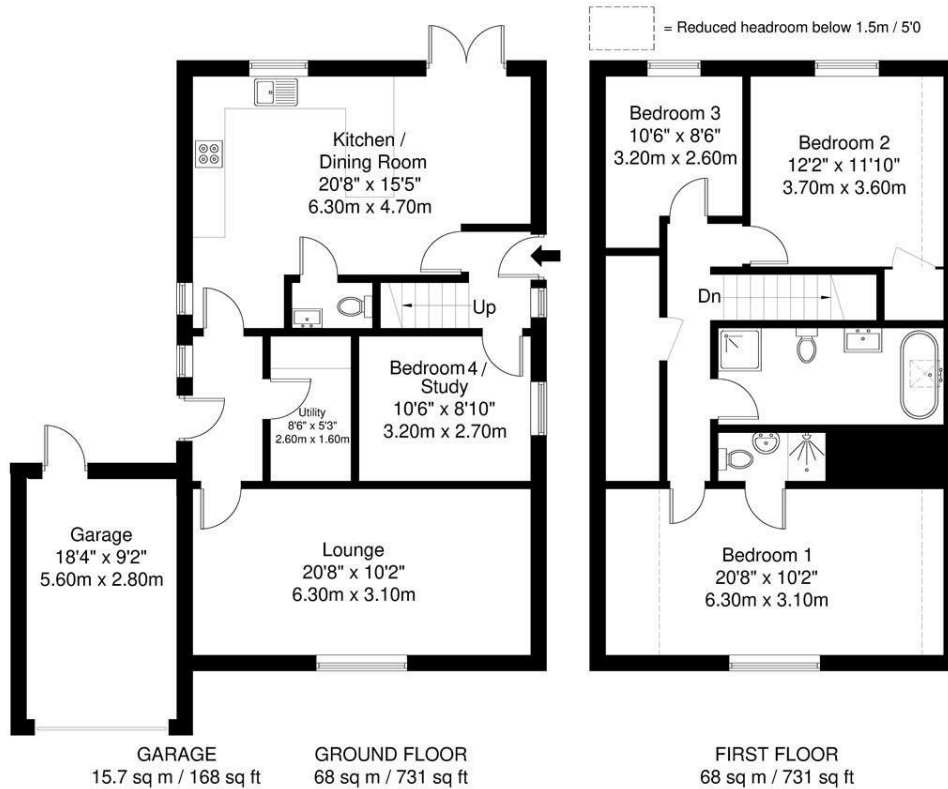 = Reduced headroom below 1.5m / 5'0
Kitchen /
Dining Room
20'8" x 15'5"
6.30m x 4.70m
Up
Bedroom 4 /
Study
10'6" x 8'10"
3.20m x 2.70m
Utility
8'6" x 5'3"
2.60m x 1.60m
Garage
18'4" x 9'2"
5.60m x 2.80m
Lounge
20'8" x 10'2"
6.30m x 3.10m
Bedroom 3
10'6" x 8'6"
3.20m x 2.60m
Bedroom 2
12'2" x 11'10"
3.70m x 3.60m
Dn
Bedroom 1
20'8" x 10'2"
6.30m x 3.10m
GARAGE
15.7 sq m / 168 sq ft
GROUND FLOOR
68 sq m / 731 sq ft
FIRST FLOOR
68 sq m / 731 sq ft